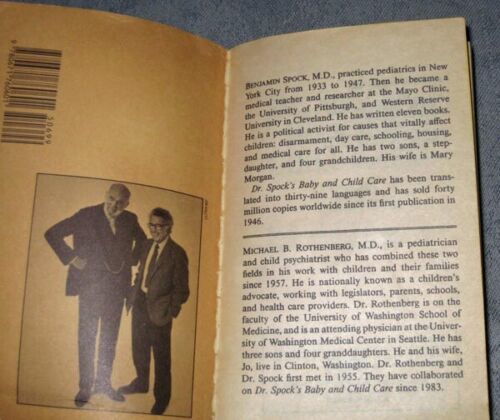 BENJAMIN SPOCK, M.D., practiced pediatrics in New
York City from 1933 to 1947. Then he became a
medical teacher and researcher at the Mayo Clinic,
the University of Pittsburgh, and Western Reserve
University in Cleveland. He has written eleven books.
He is a political activist for causes that vitally affect
children: disarmament, day care, schooling, housing,
and medical care for all. He has two sons, a step-
daughter, and four grandchildren. His wife is Mary
Morgan.
Dr. Spock's Baby and Child Care has been trans-
lated into thirty-nine languages and has sold forty
million copies worldwide since its first publication in
1946.
MICHAEL B. ROTHENBERG, M.D., is a pediatrician
and child psychiatrist who has combined these two
fields in his work with children and their families
since 1957. He is nationally known as a children's
advocate, working with legislators, parents, schools,
and health care providers. Dr. Rothenberg is on the
faculty of the University of Washington School of
Medicine, and is an attending physician at the Univer-
sity of Washington Medical Center in Seattle. He has
three sons and four granddaughters. He and his wife,
Jo, live in Clinton, Washington. Dr. Rothenberg and
Dr. Spock first met in 1955. They have collaborated
on Dr. Spock's Baby and Child Care since 1983.